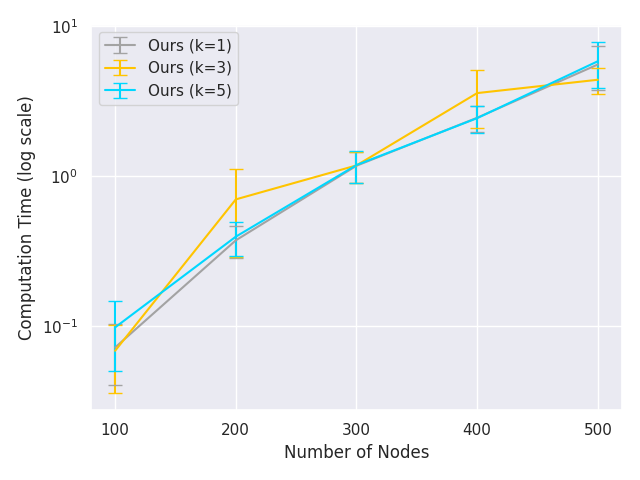 10¹
10⁰
10⁻¹
Computation Time (log scale)
Ours (k=1)
Ours (k=3)
Ours (k=5)
100 200 300 400 500
Number of Nodes